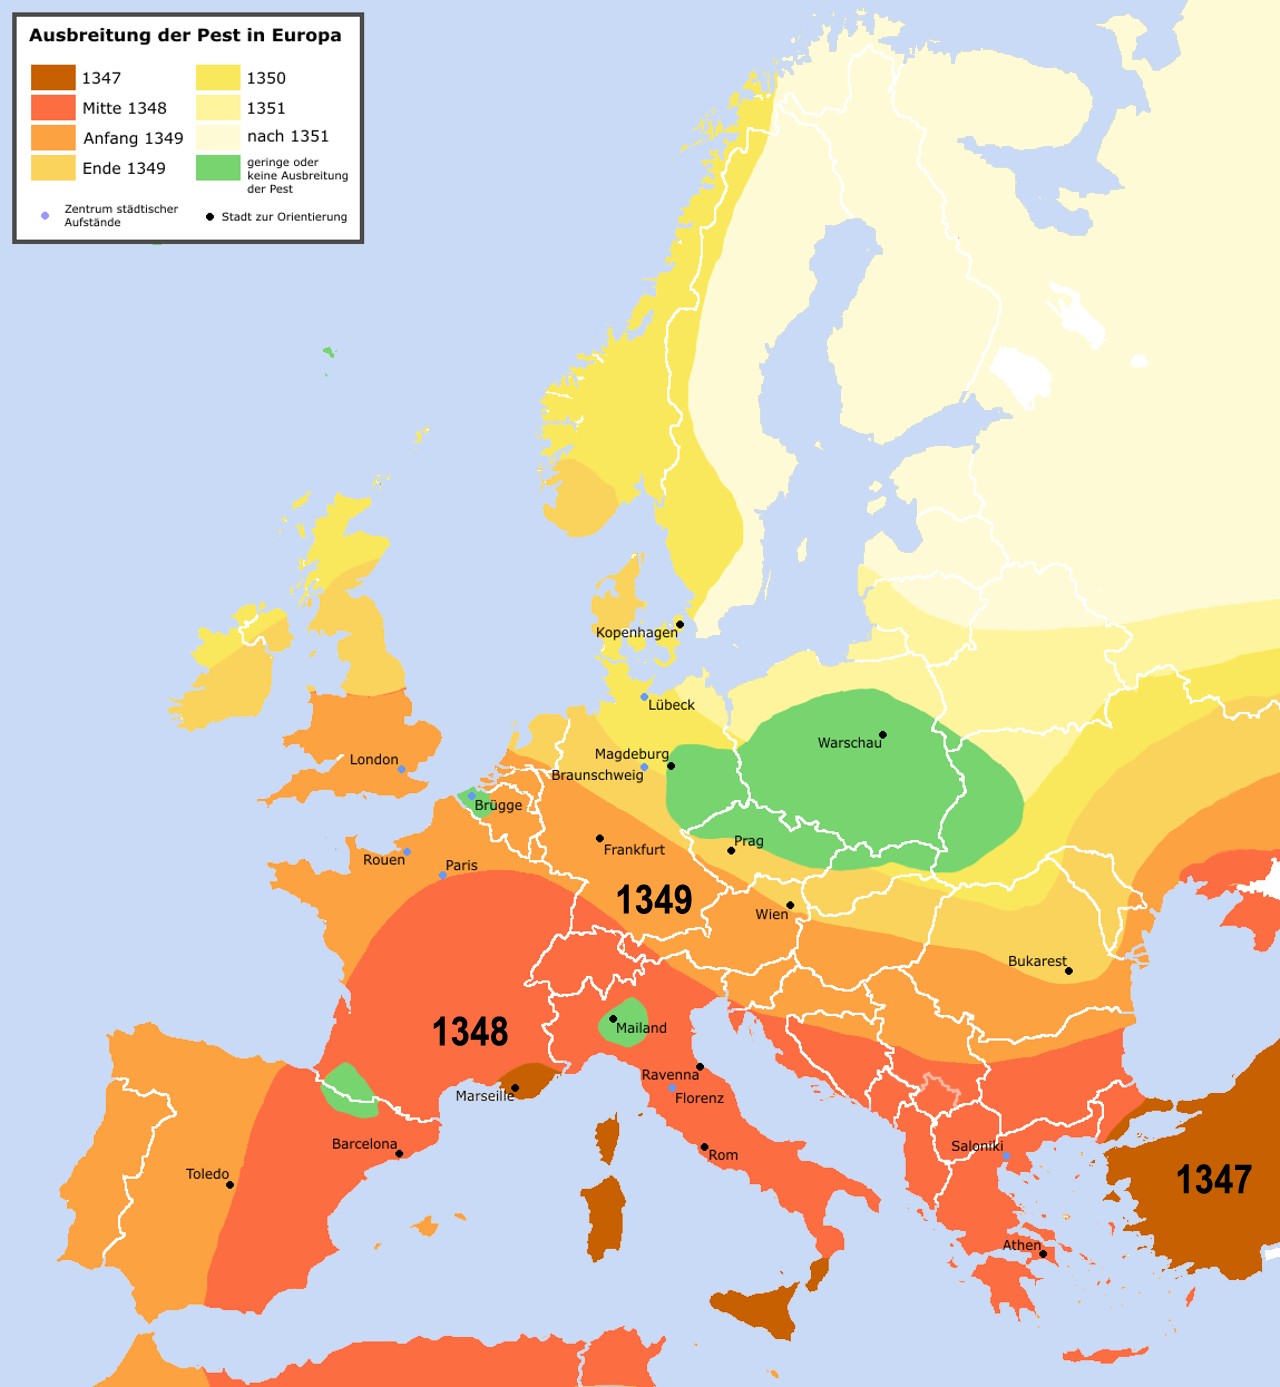 Ausbreitung der Pest in Europa
1347
Mitte 1348
Anfang 1349
Ende 1349
1350
1351
nach 1351
geringe oder
keine Ausbreitung
der Pest
Zentrum städtischer
Aufstände
Stadt zur Orientierung
Kopenhagen
Lübeck
Warschau
Magdeburg
Braunschweig
London
Brügge
Prag
Frankfurt
Rouen
Paris
1349
Wien
Bukarest
1348
Mailand
Ravenna
Marseille
Florenz
Barcelona
Rom
Saloniki
Toledo
1347
Athen